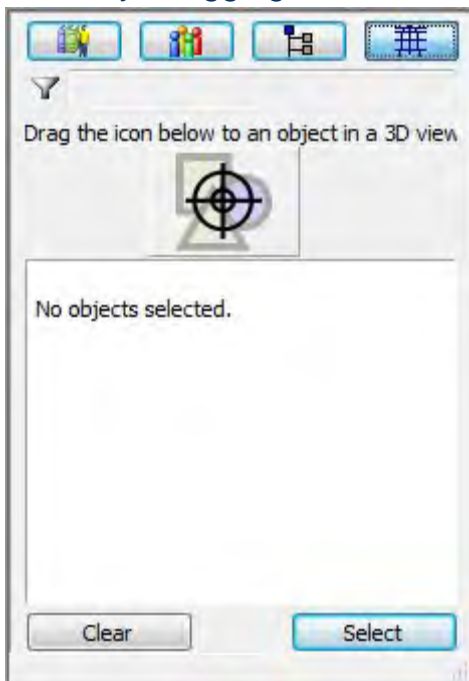 Drag the icon below to an object in a 3D view
No objects selected.
Clear
Select